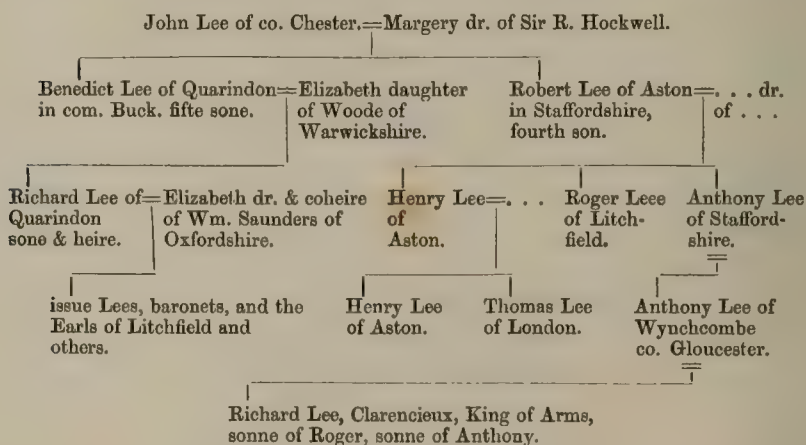 John Lee of co. Chester.=Margery dr. of Sir R. Hockwell.
Benedict Lee of Quarindon=Elizabeth daughter
in com. Buck. fifte sone. of Woode of
Warwickshire.
Robert Lee of Aston=. . . dr.
in Staffordshire, of . . .
fourth son.
Richard Lee of=Elizabeth dr. & coheire
Quarindon of Wm. Saunders of
sone & heire. Oxfordshire.
Henry Lee=. . .
of
Aston.
Roger Leee
of Litch-
field.
Anthony Lee
of Stafford-
shire.
=
issue Lees, baronets, and the
Earls of Litchfield and
others.
Henry Lee
of Aston.
Thomas Lee
of London.
Anthony Lee of
Wynchcombe
co. Gloucester.
=
Richard Lee, Clarencieux, King of Arms,
sonne of Roger, sonne of Anthony.